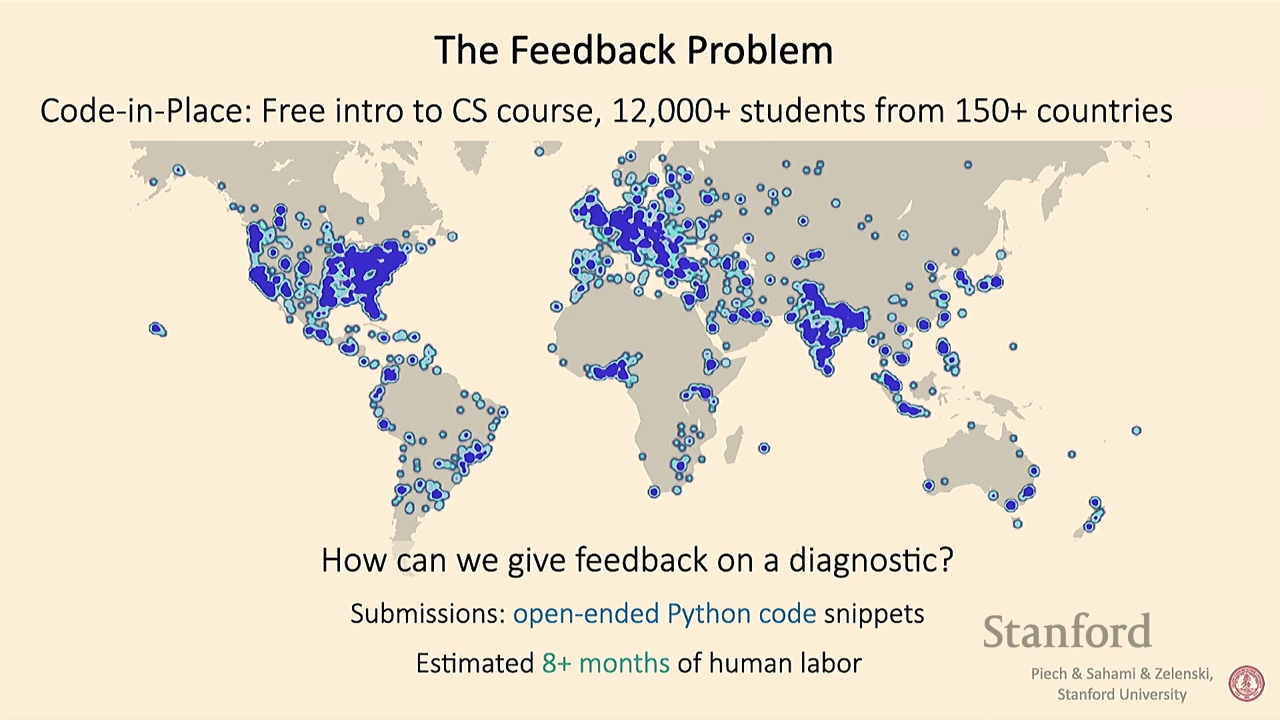 The Feedback Problem
Code-in-Place: Free intro to CS course, 12,000+ students from 150+ countries
How can we give feedback on a diagnostic?
Submissions: open-ended Python code snippets
Estimated 8+ months of human labor
Stanford
Piech & Sahami & Zelenski,
Stanford University